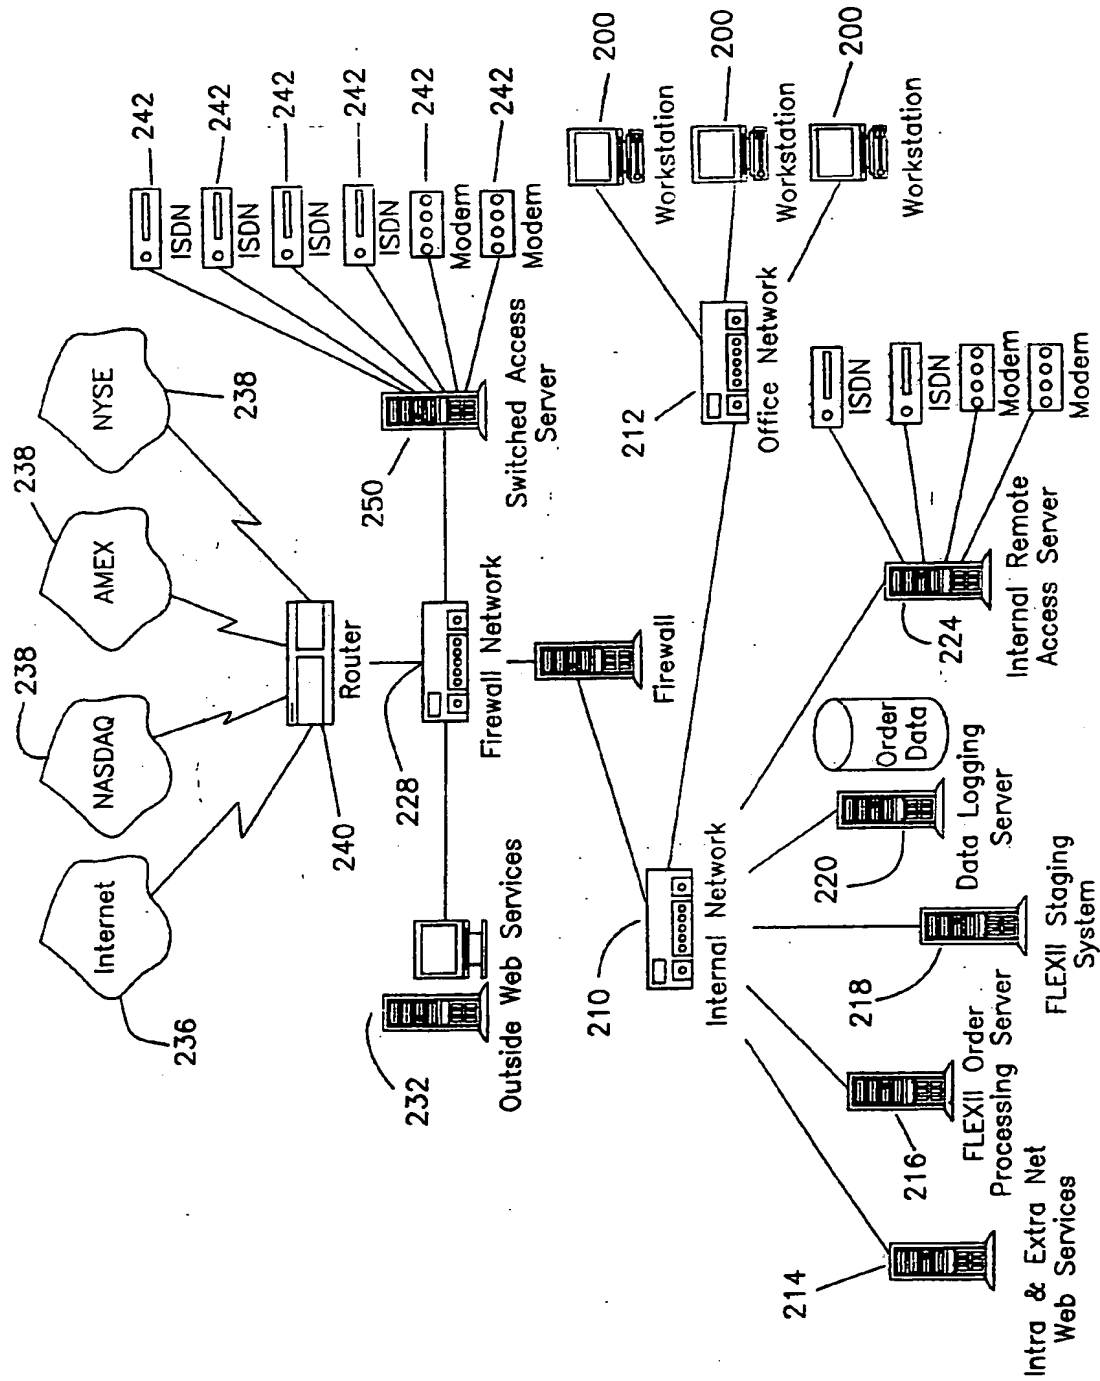 Internet
NASDAQ
AMEX
NYSE
236
238
238
238
240
Router
242
242
242
242
242
242
ISDN
ISDN
ISDN
ISDN
Modem
Modem
232
Outside Web Services
228
Firewall Network
250
Switched Access
Server
Firewall
210
Internal Network
212
Office Network
200
200
200
Workstation
Workstation
Workstation
214
Intra & Extra Net
Web Services
216
FLEXII Order
Processing Server
218
FLEXII Staging
System
220
Data Logging
Server
Order
Data
224
Internal Remote
Access Server
ISDN
ISDN
Modem
Modem